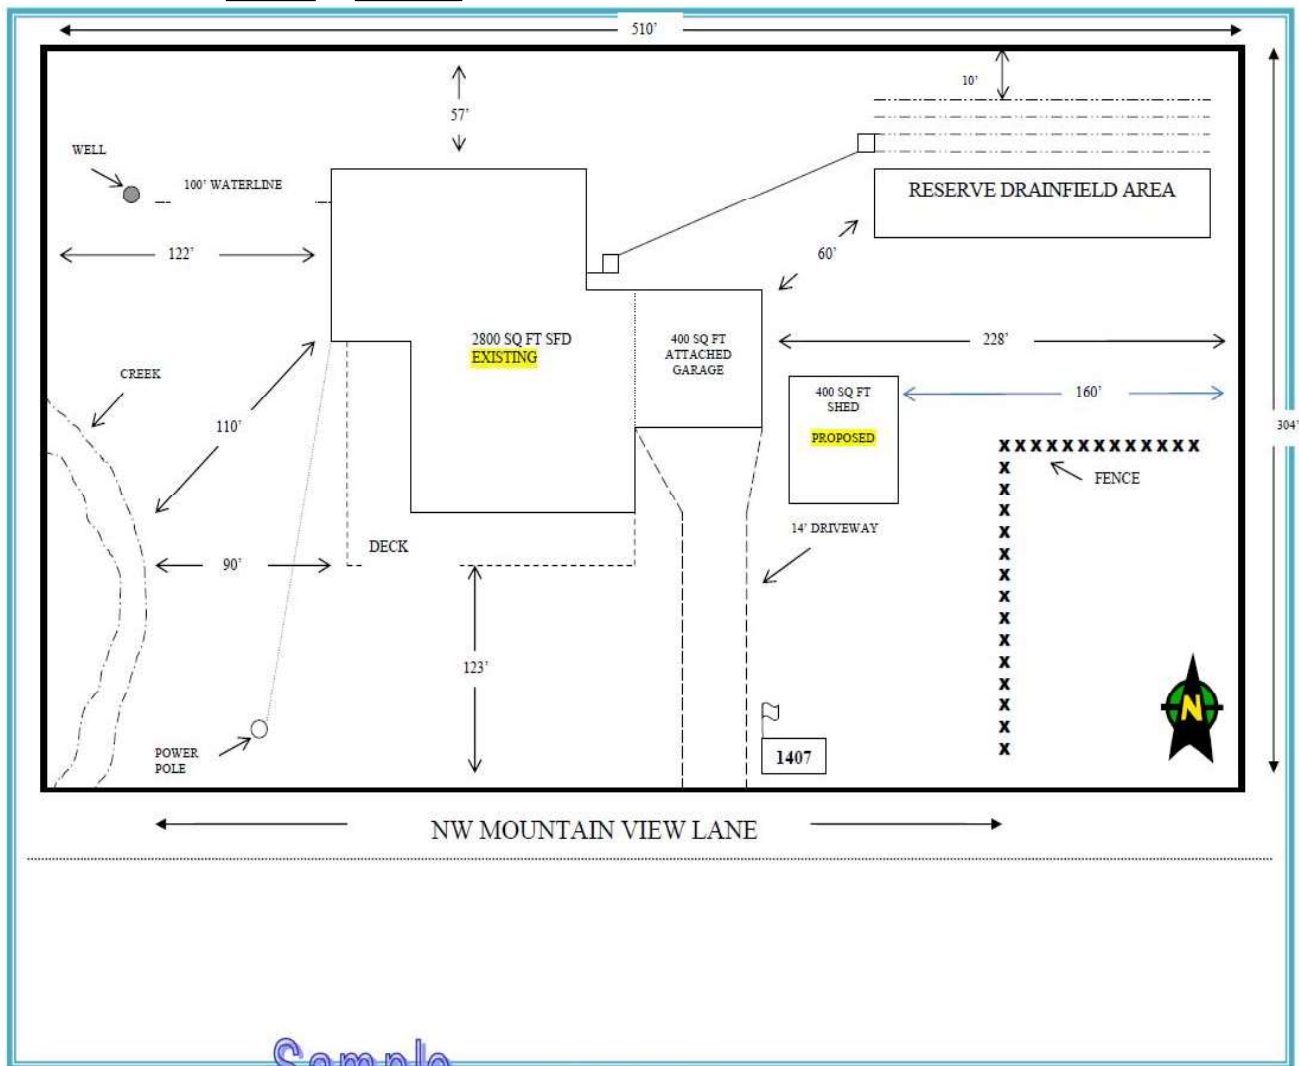 510’
10’
57’
WELL
100’ WATERLINE
RESERVE DRAINFIELD AREA
122’
60’
2800 SQ FT SFD
EXISTING
400 SQ FT
ATTACHED
GARAGE
228’
CREEK
400 SQ FT
SHED
PROPOSED
160’
304’
110’
X X X X X X X X X X X X X
X
X
X
X
X
X
X
X
X
X
X
X
X
X
FENCE
14’ DRIVEWAY
DECK
90’
123’
N
POWER
POLE
1407
NW MOUNTAIN VIEW LANE
Sample